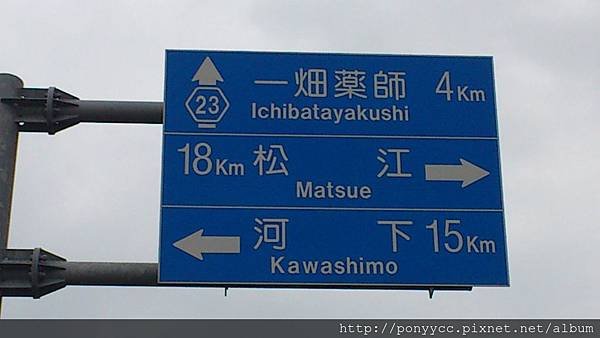 一畑薬師 4Km
23
Ichibatayakushi
18Km 松江
Matsue
河下 15Km
Kawashimo
http://ponyycc.pixnet.net/album